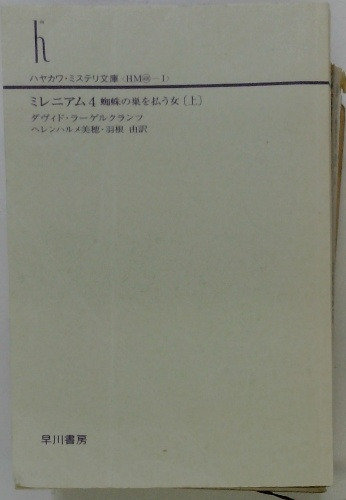 h
ハヤカワ・ミステリ文庫〈HM—1〉
ミレニアム4 蜘蛛の巣を払う女〔上〕
ダヴィド・ラーゲルクランツ
ヘレンハルメ美穂・羽根 由訳
早川書房